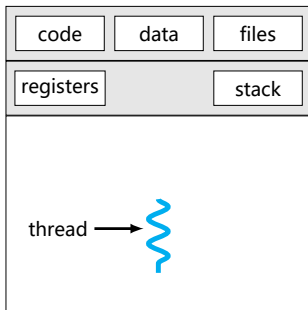 code data files
registers stack
thread